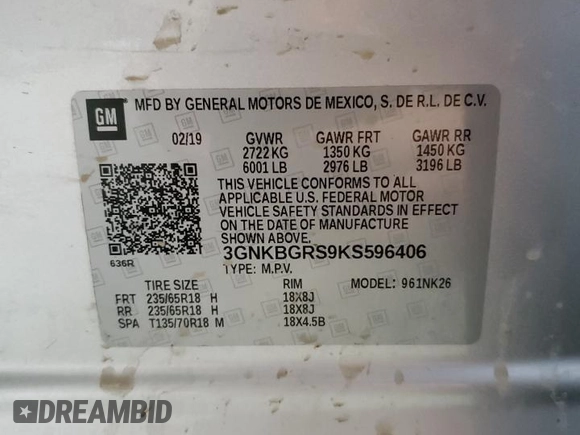 GM
MFD BY GENERAL MOTORS DE MEXICO, S. DE R.L. DE C.V.
02/19 GVWR GAWR FRT GAWR RR
2722 KG 1350 KG 1450 KG
6001 LB 2976 LB 3196 LB
THIS VEHICLE CONFORMS TO ALL
APPLICABLE U.S. FEDERAL MOTOR
VEHICLE SAFETY STANDARDS IN EFFECT
ON THE DATE OF MANUFACTURE
SHOWN ABOVE.
636R 3GNKBGRS9KS596406
TYPE: M.P.V.
TIRE SIZE RIM MODEL: 961NK26
FRT 235/65R18 H 18X8J
RR 235/65R18 H 18X8J
SPA T135/70R18 M 18X4.5B
DREAMBID